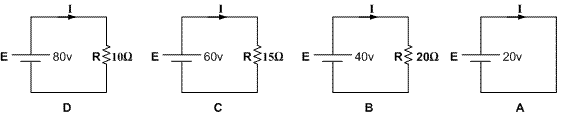 I I I I
E 80v R 10Ω E 60v R 15Ω E 40v R 20Ω E 20v
D C B A